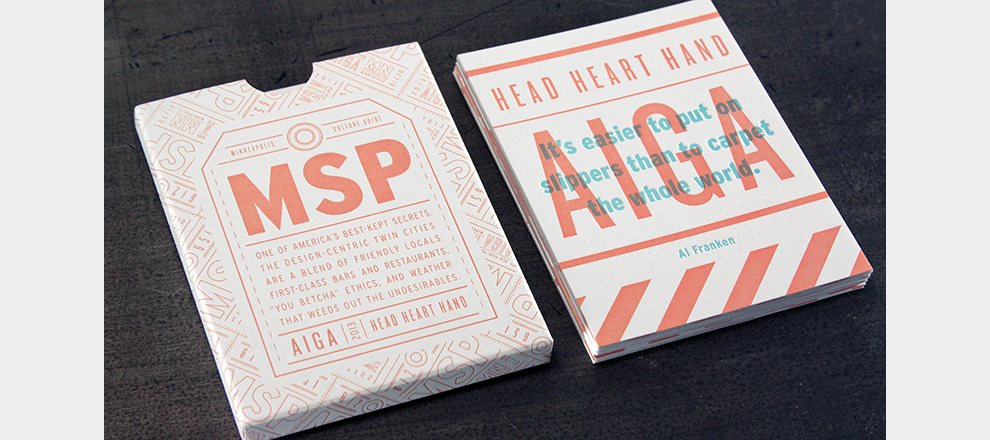 MINNEAPOLIS
CULTURE GUIDE
MSP
ONE OF AMERICA'S BEST-KEPT SECRETS,
THE DESIGN-CENTRIC TWIN CITIES
ARE A BLEND OF FRIENDLY LOCALS,
FIRST-CLASS BARS AND RESTAURANTS,
"YOU BETCHA" ETHICS, AND WEATHER
THAT WEEDS OUT THE UNDESIRABLES.
AIGA 2013 HEAD HEART HAND
AIGA
MN
HEAD HEART HAND
AIGA
It's easier to put on
slippers than to carpet
the whole world.
Al Franken